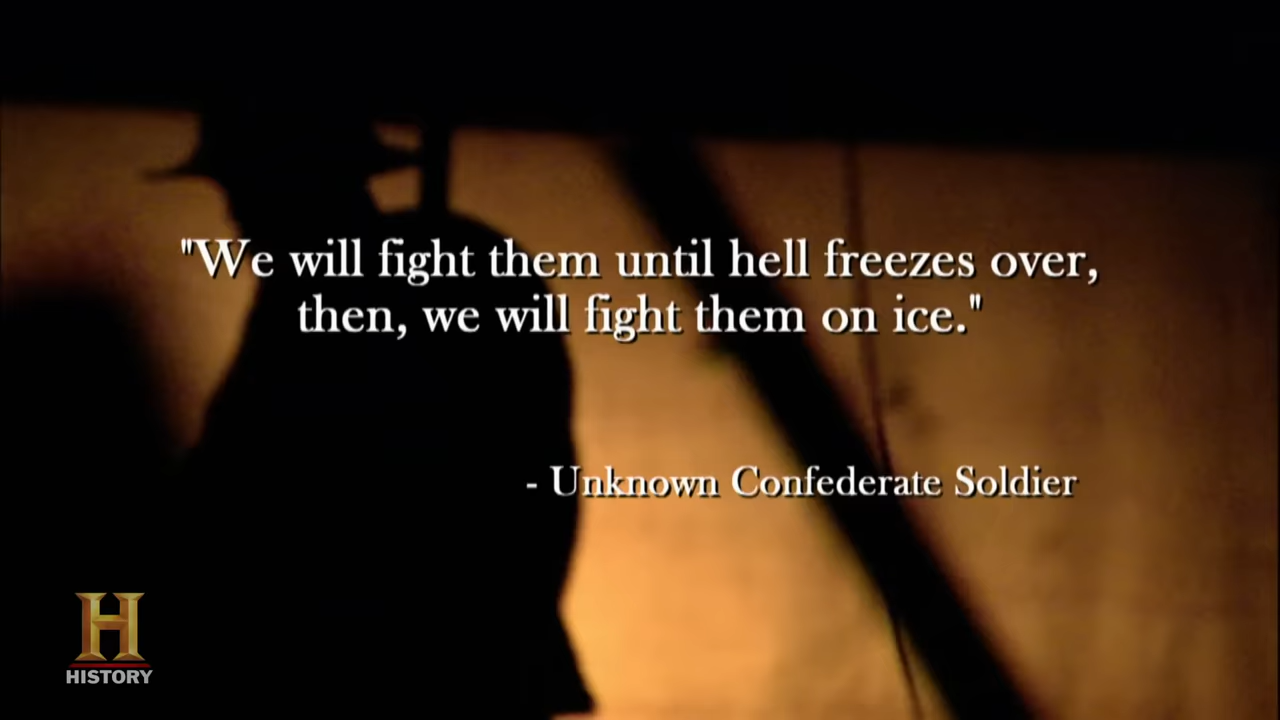 "We will fight them until hell freezes over,
then, we will fight them on ice."
- Unknown Confederate Soldier
H
HISTORY